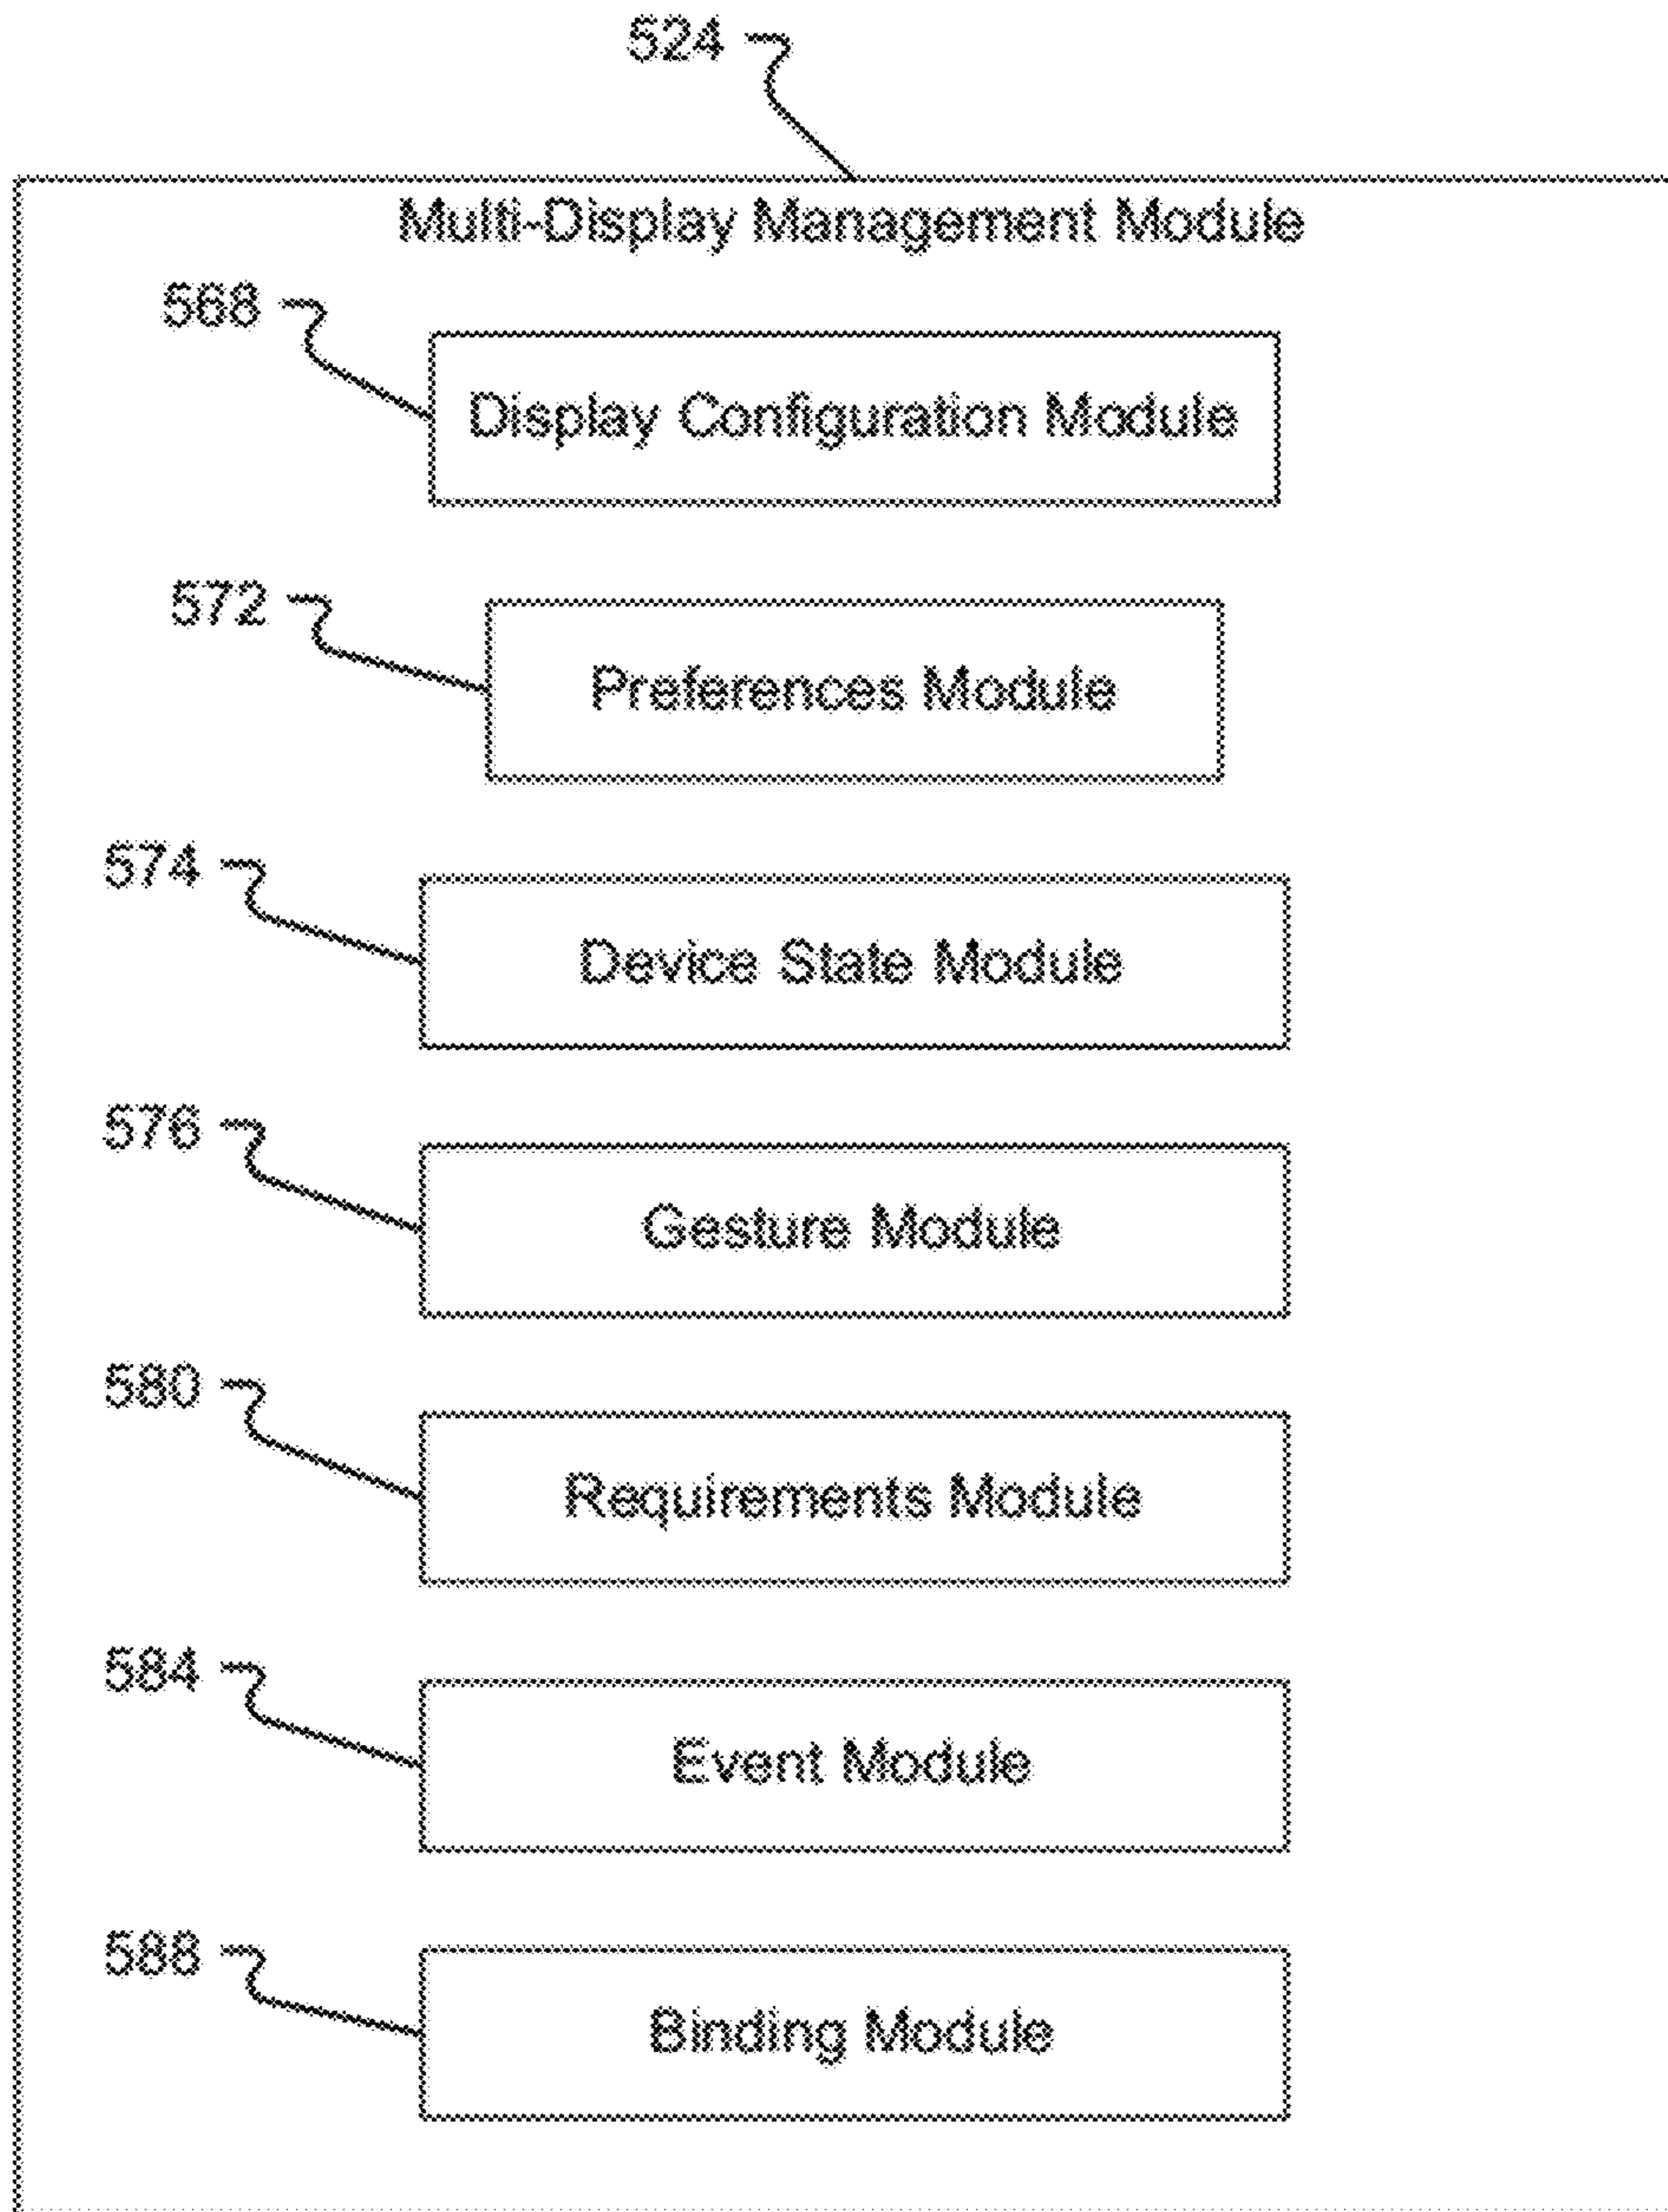 524
Multi-Display Management Module
568
Display Configuration Module
572
Preferences Module
574
Device State Module
576
Gesture Module
580
Requirements Module
584
Event Module
588
Binding Module